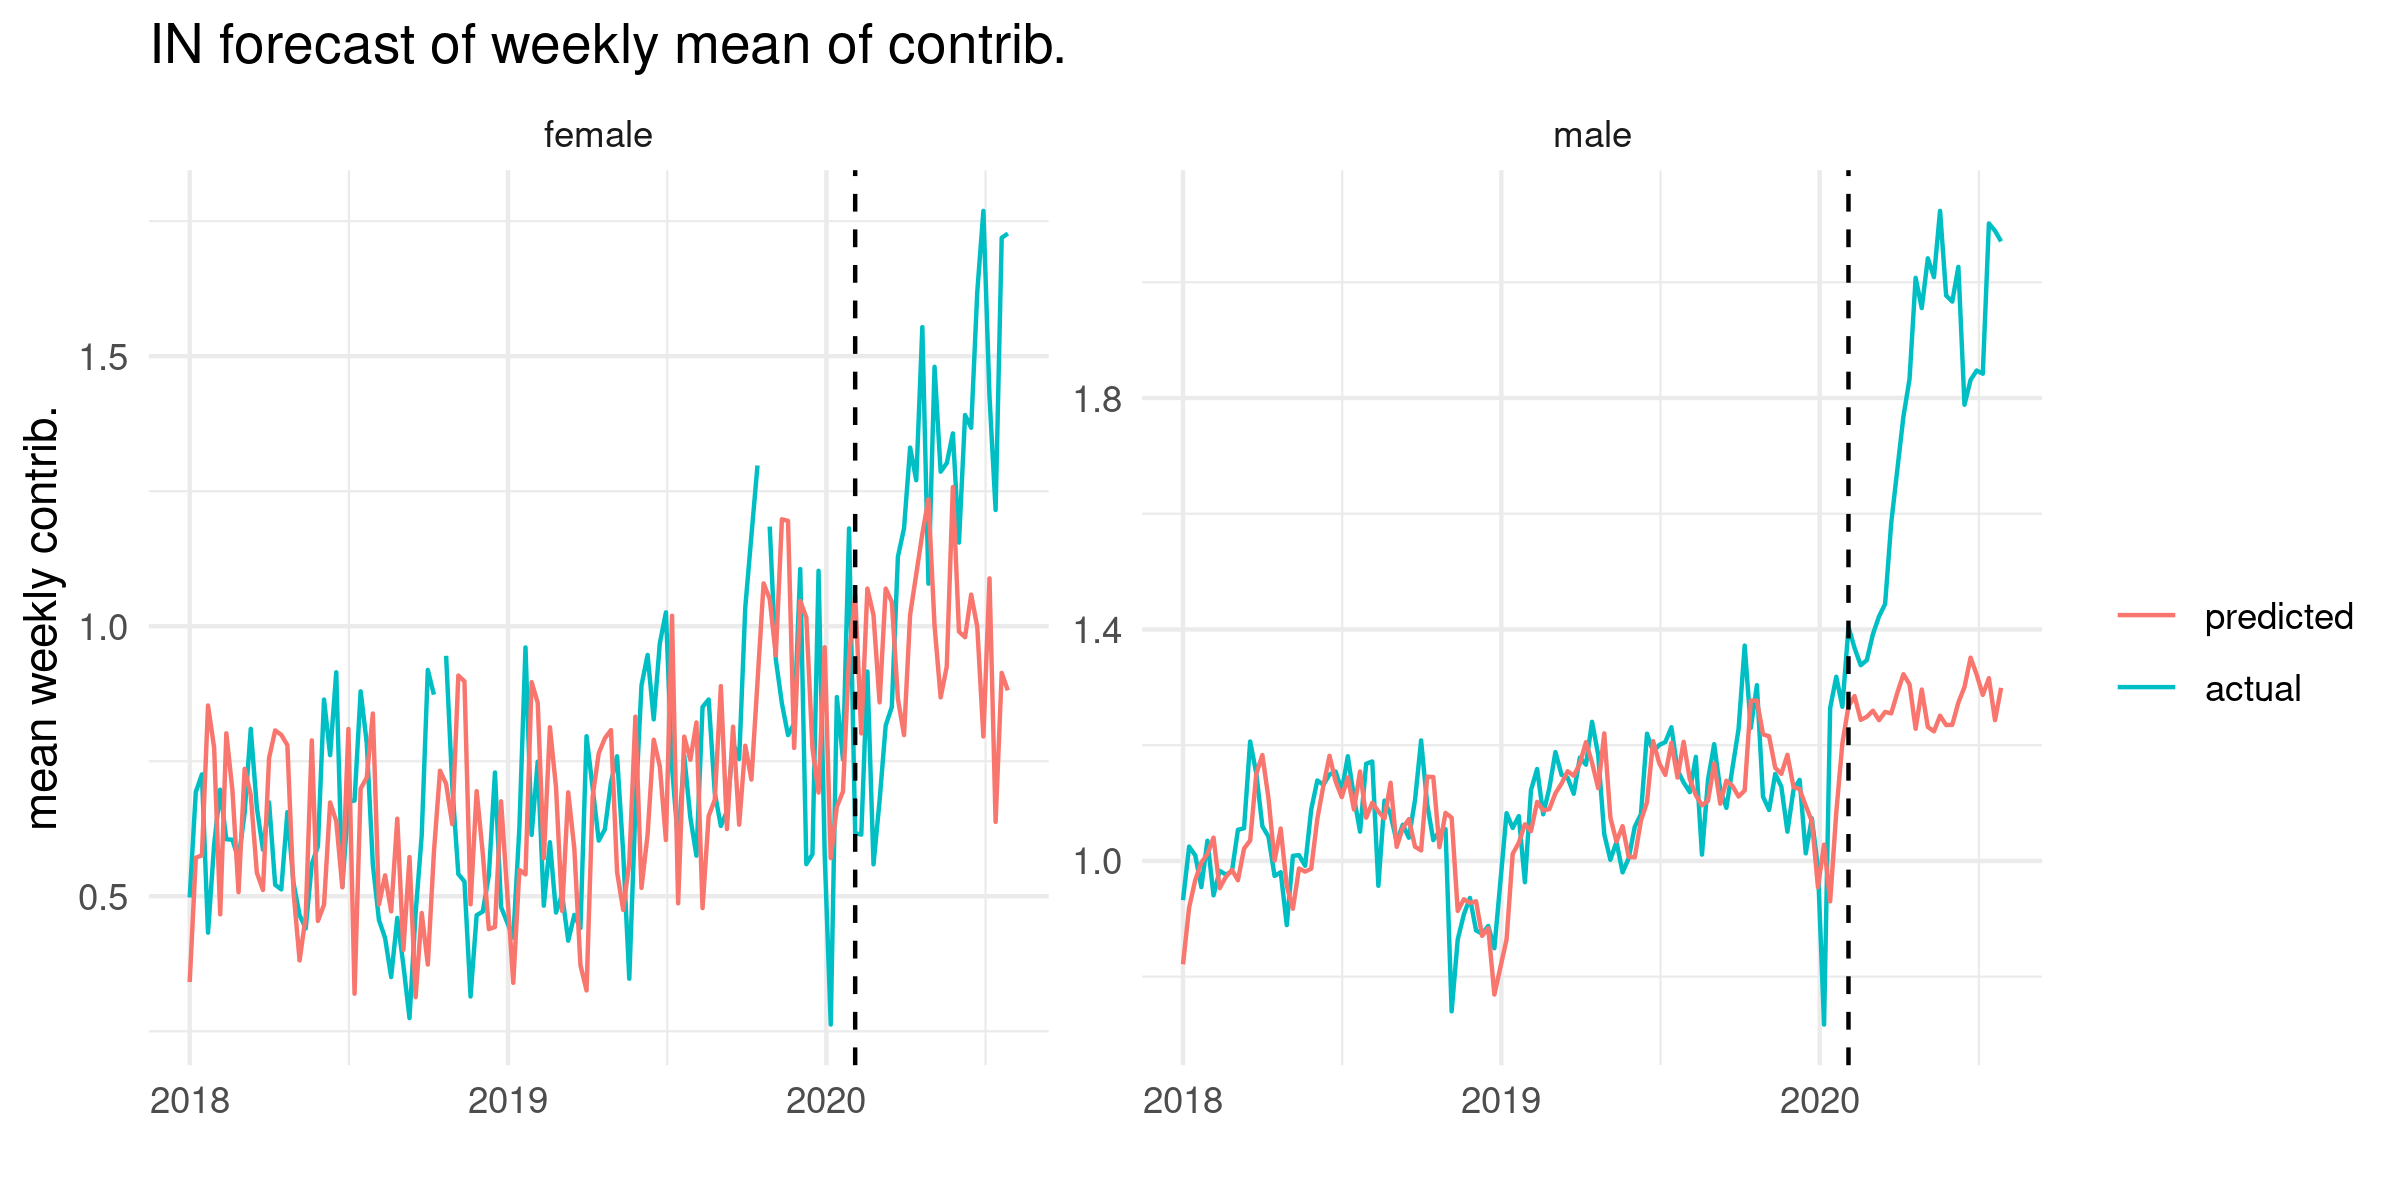 IN forecast of weekly mean of contrib.
female
male
mean weekly contrib.
1.5
1.0
0.5
1.8
1.4
1.0
2018
2019
2020
2018
2019
2020
predicted
actual